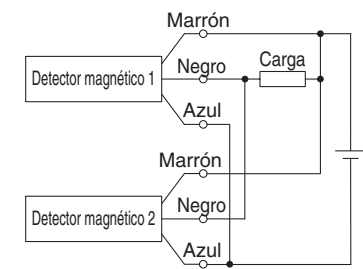 Marrón
Negro
Carga
Detector magnético 1
Azul
Marrón
Negro
Detector magnético 2
Azul